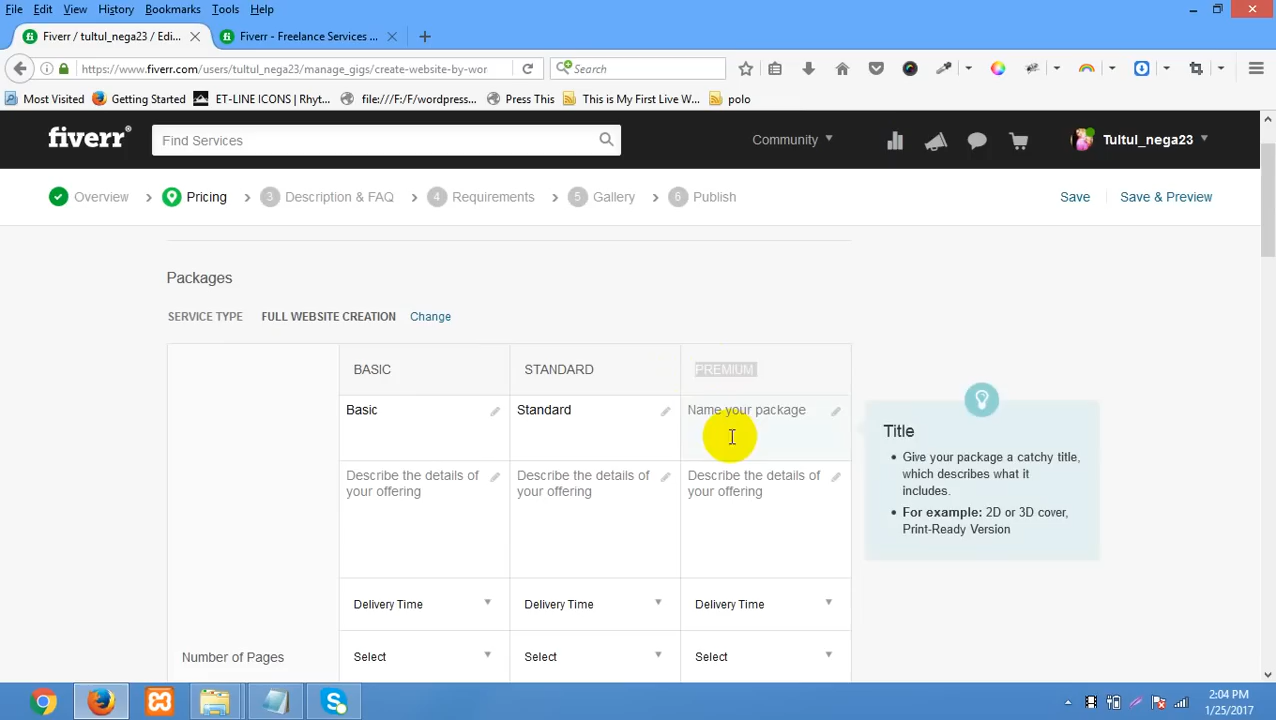 File Edit View History Bookmarks Tools Help
Fiverr / tultul_nega23 / Edi...
Fiverr - Freelance Services ...
https://www.fiverr.com/users/tultul_nega23/manage_gigs/create-website-by-wor
Search
Most Visited
Getting Started
ET-LINE ICONS | Rhyt...
file:///F:/F/wordpress...
Press This
This is My First Live W...
polo
fiverr®
Find Services
Community
Tultul_nega23
Overview
Pricing
3 Description & FAQ
4 Requirements
5 Gallery
6 Publish
Save
Save & Preview
Packages
SERVICE TYPE FULL WEBSITE CREATION Change
BASIC STANDARD PREMIUM
Basic Standard Name your package
Describe the details of your offering
Describe the details of your offering
Describe the details of your offering
Delivery Time Delivery Time Delivery Time
Number of Pages Select Select Select
Title
Give your package a catchy title,
which describes what it
includes.
For example: 2D or 3D cover,
Print-Ready Version
2:04 PM
1/25/2017